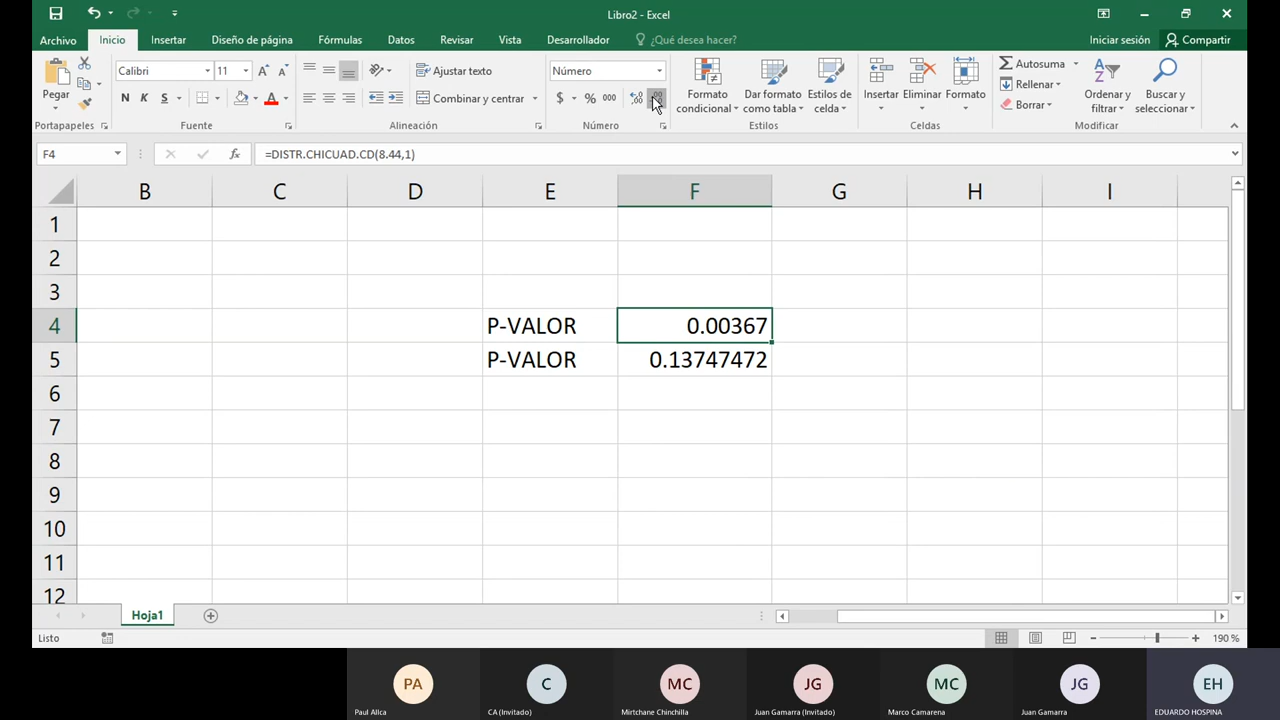 Libro2 - Excel
Archivo Inicio Insertar Diseño de página Fórmulas Datos Revisar Vista Desarrollador ¿Qué desea hacer? Iniciar sesión Compartir
Calibri 11 Ajustar texto Número Autosuma
Pegar Formato condicional Dar formato como tabla Estilos de celda Insertar Eliminar Formato Rellenar Ordenar y filtrar Buscar y seleccionar
N K S Combinar y centrar $ % 000 Borrar
Portapapeles Fuente Alineación Número Estilos Celdas Modificar
F4 fx =DISTR.CHICUAD.CD(8.44,1)
B C D E F G H I
1
2
3
4 P-VALOR 0.00367
5 P-VALOR 0.13747472
6
7
8
9
10
11
12
Hoja1
Listo 190 %
PA C MC JG MC JG EH
Paul Allca CA (Invitado) Mirtchane Chinchilla Juan Gamarra (Invitado) Marco Camarena Juan Gamarra EDUARDO HOSPINA